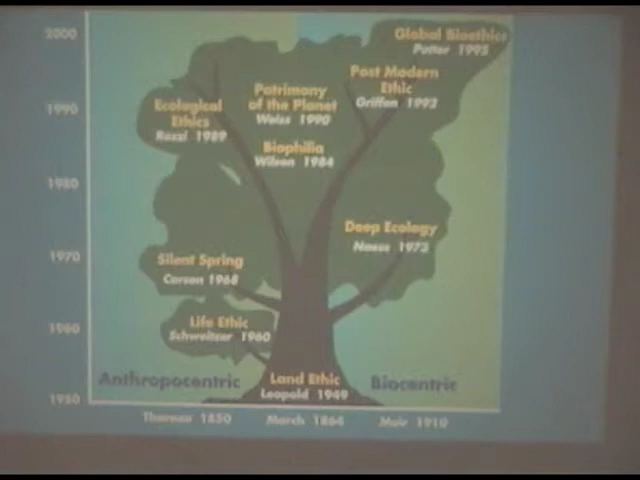 2000
Global Bioethics
Potter 1995
Post Modern
Ethic
Griffen 1992
Patrimony
of the Planet
Weiss 1990
Ecological
Ethics
Rozzi 1989
1990
Biophilia
Wilson 1984
1980
Deep Ecology
Naess 1973
1970
Silent Spring
Carson 1968
Life Ethic
Schweitzer 1960
1960
Anthropocentric
Land Ethic
Leopold 1949
Biocentric
1950
Thoreau 1850
March 1864
Muir 1910